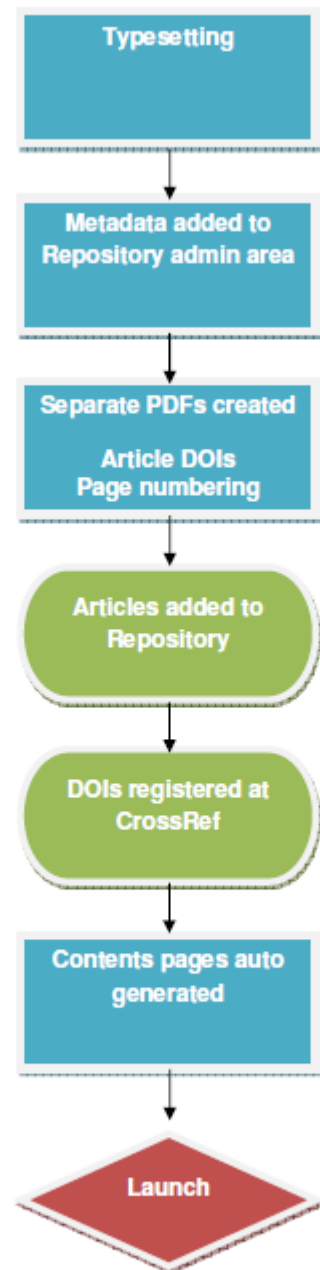 Typesetting
Metadata added to
Repository admin area
Separate PDFs created
Article DOIs
Page numbering
Articles added to
Repository
DOIs registered at
CrossRef
Contents pages auto
generated
Launch